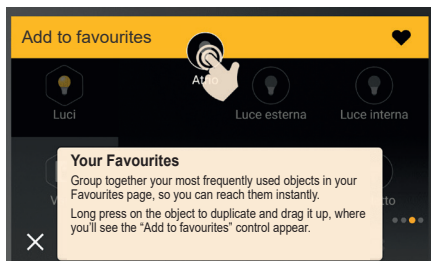 Add to favourites
Luci
Luce esterna
Luce interna
Your Favourites
Group together your most frequently used objects in your
Favourites page, so you can reach them instantly.
Long press on the object to duplicate and drag it up, where
you'll see the “Add to favourites” control appear.